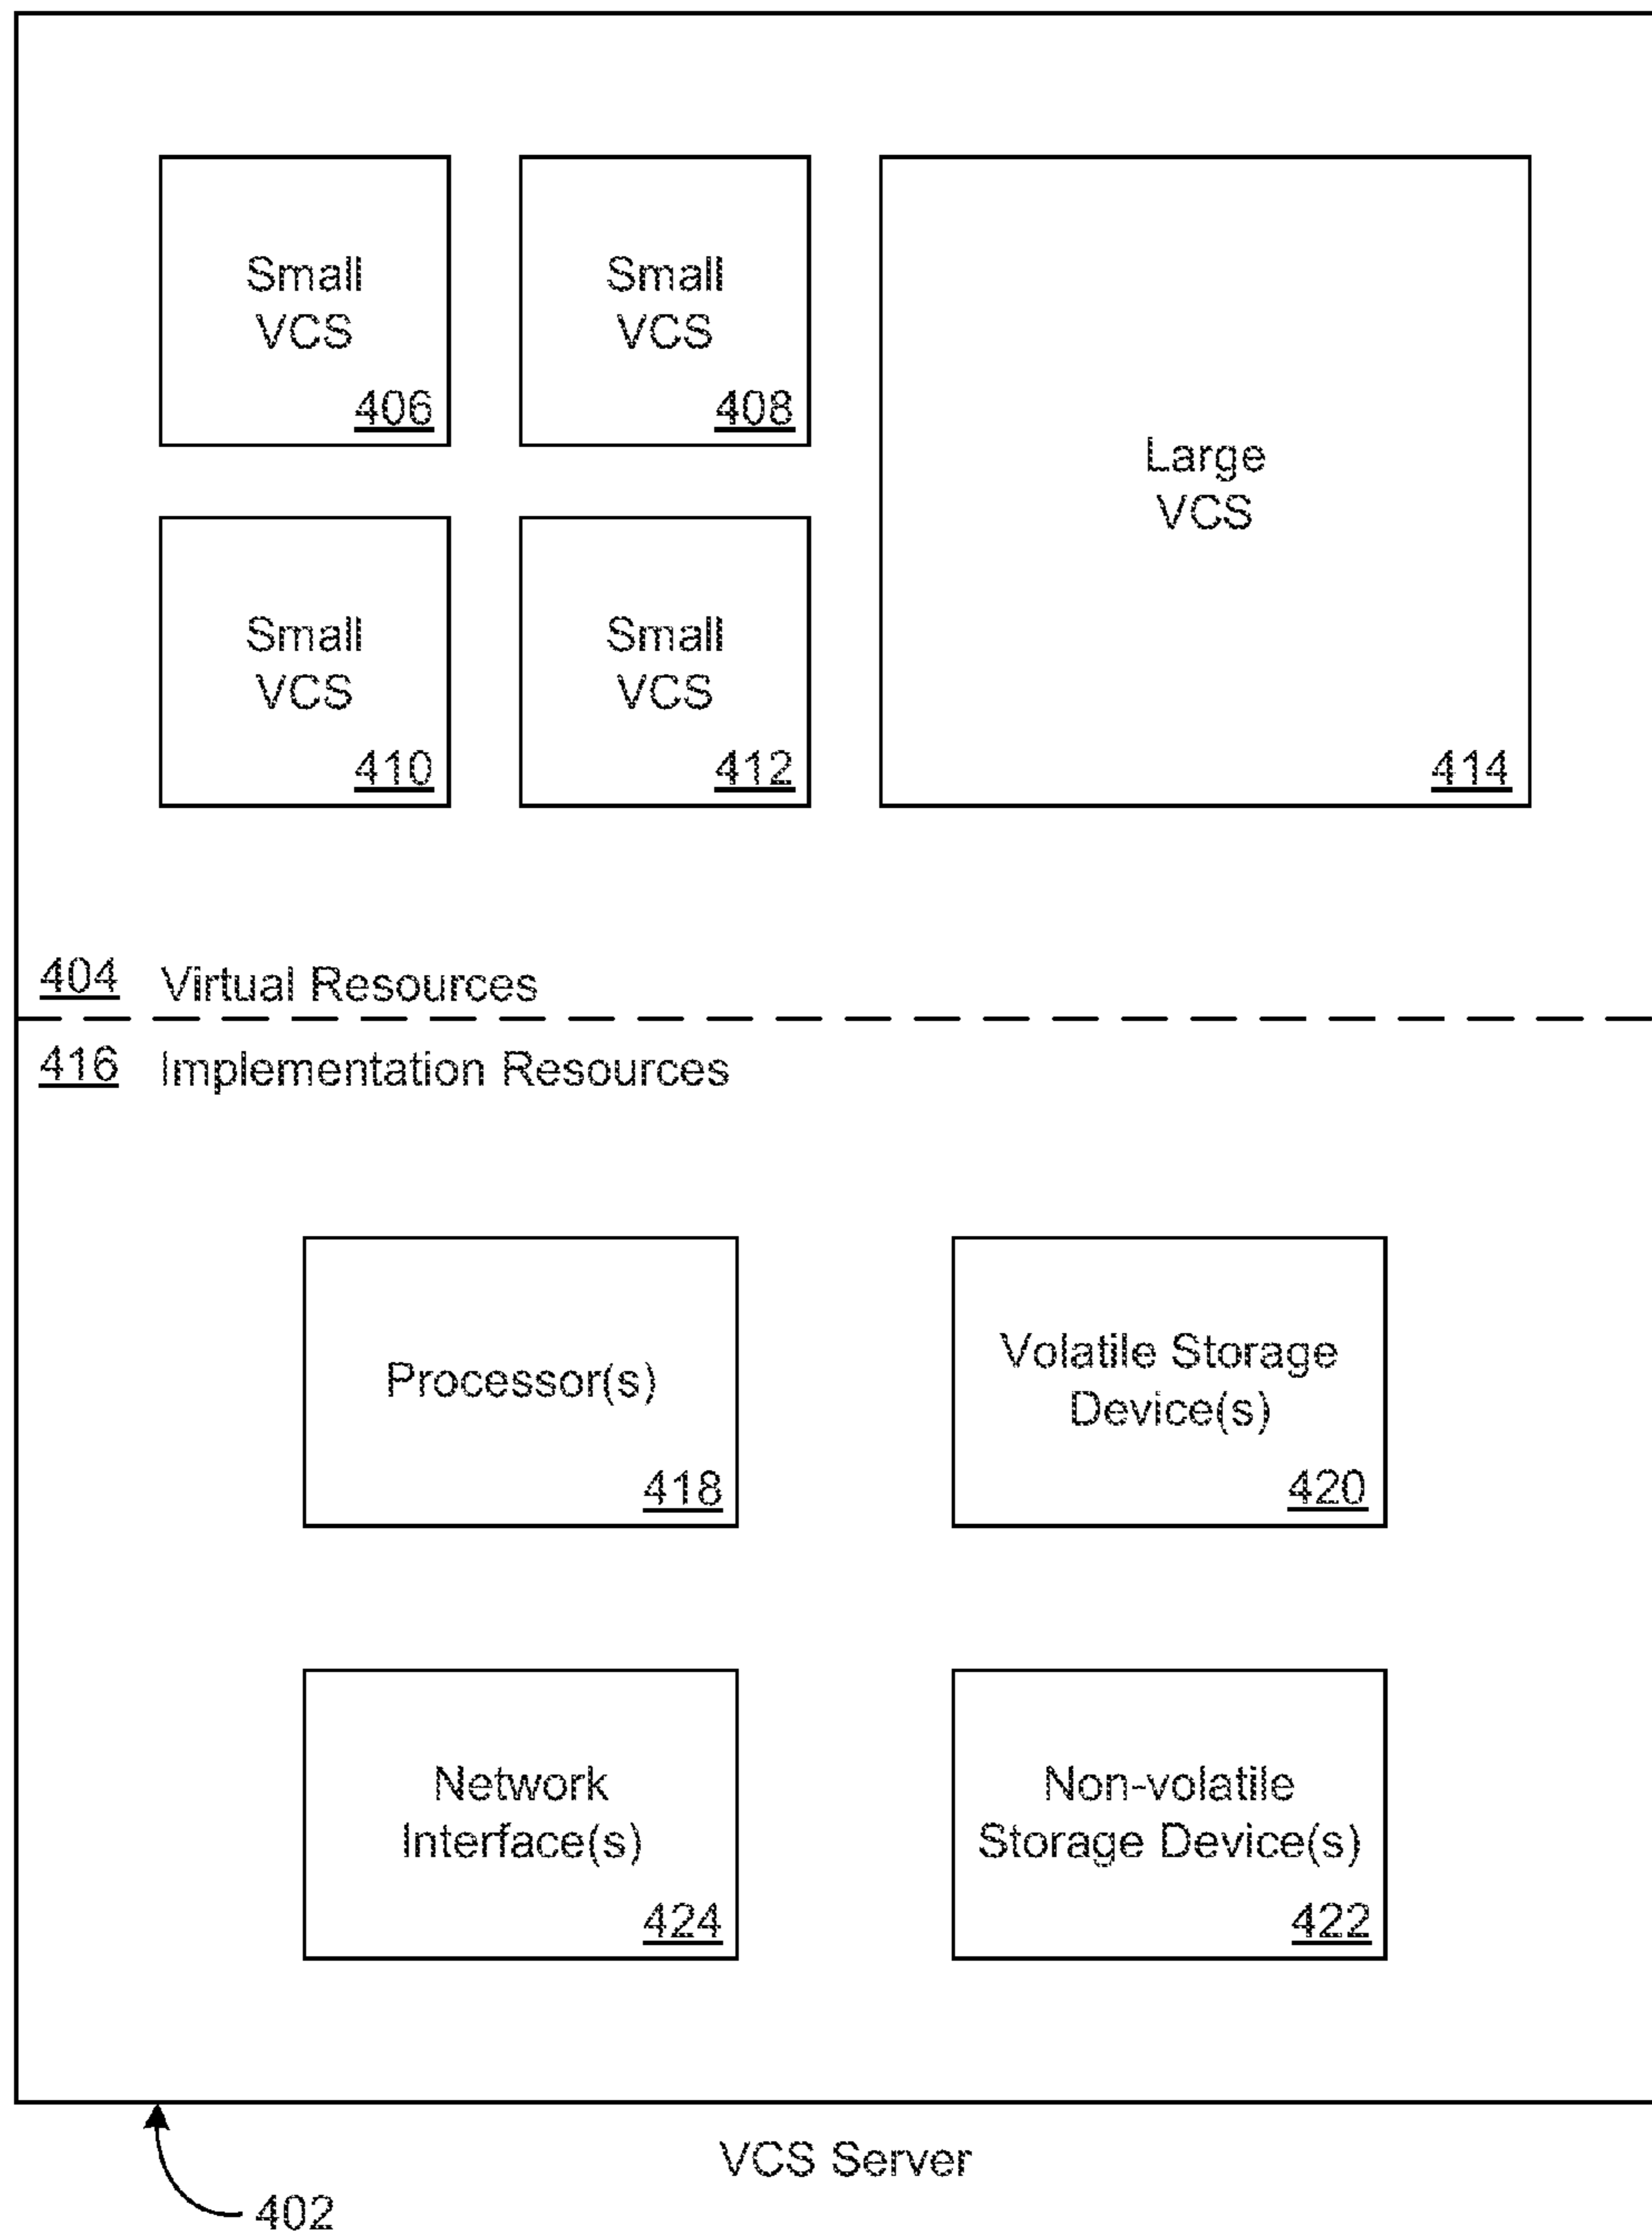 Small
VCS
406
Small
VCS
408
Large
VCS
414
Small
VCS
410
Small
VCS
412
404 Virtual Resources
416 Implementation Resources
Processor(s)
418
Volatile Storage
Device(s)
420
Network
Interface(s)
424
Non-volatile
Storage Device(s)
422
VCS Server
402